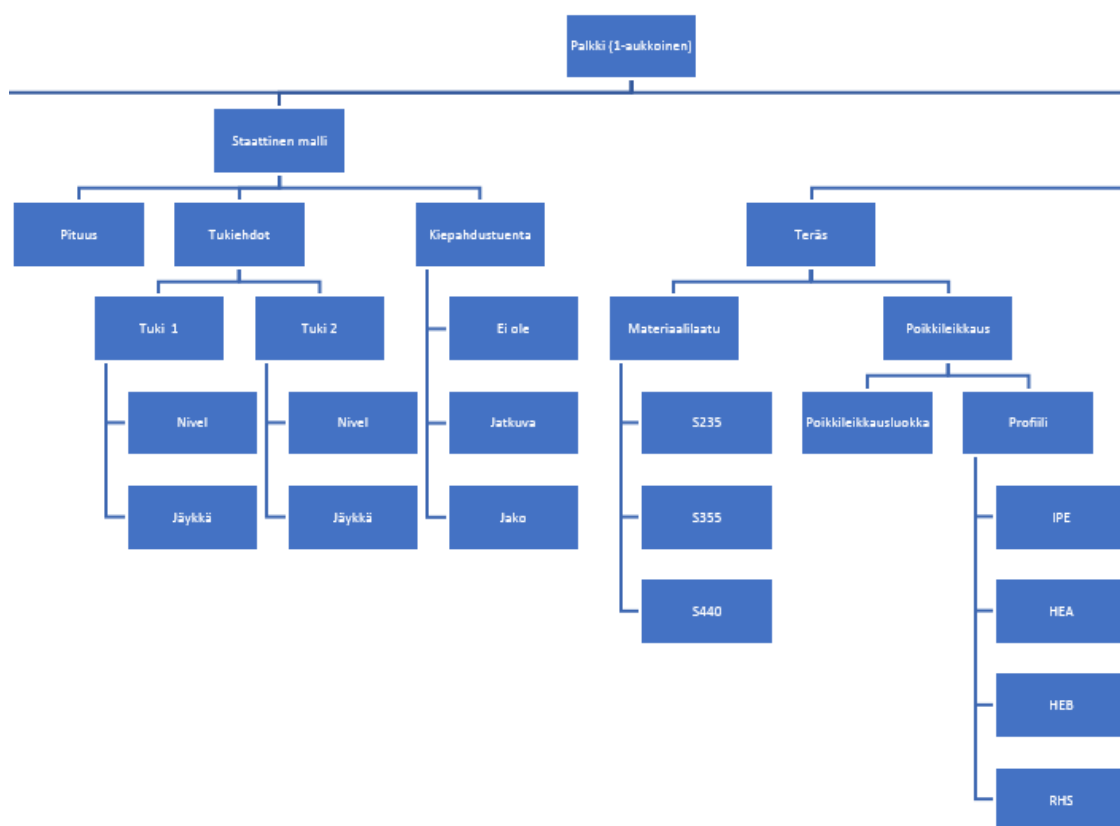 Palkki (1-aukkoinen)
Staattinen malli
Pituus
Tukiehdot
Kiepahdustuenta
Teräs
Tuki 1
Tuki 2
Ei ole
Materiaalilaatu
Poikkileikkaus
Nivel
Nivel
Jatkuva
S235
Poikkileikkausluokka
Profiili
Jäykkä
Jäykkä
Jako
S355
IPE
S440
HEA
HEB
RHS